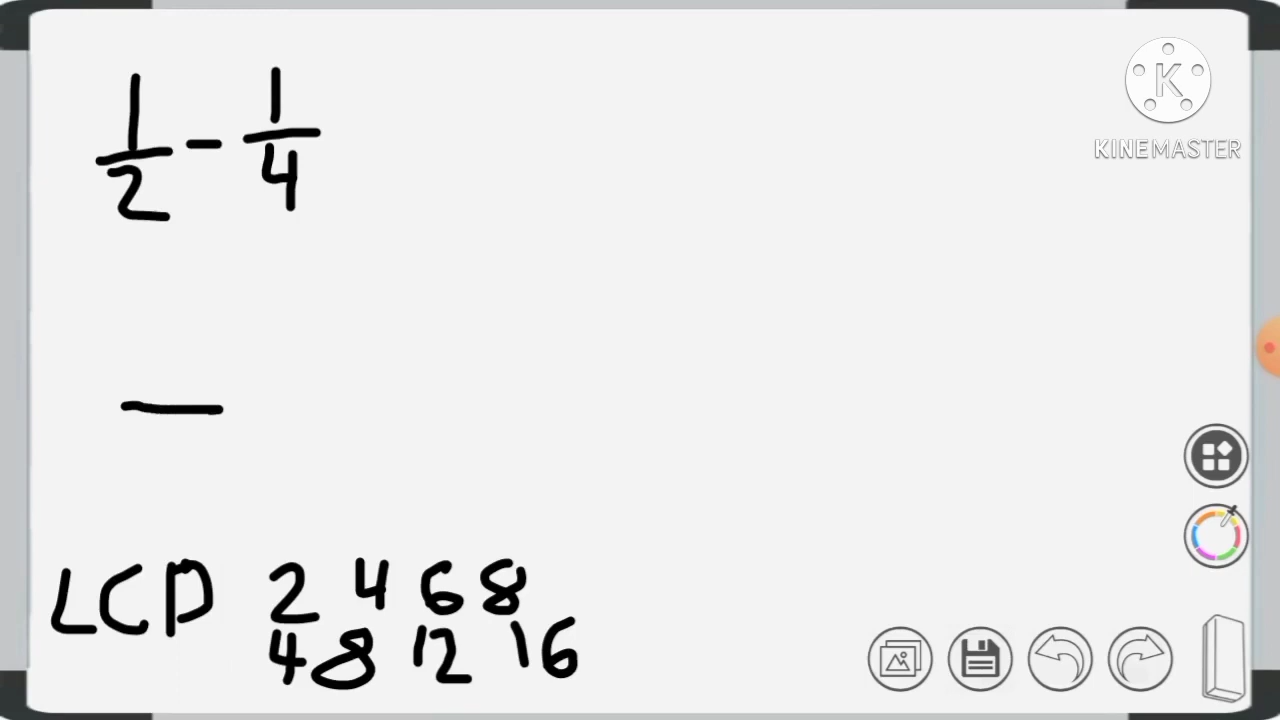 1/2 - 1/4
K
KINEMASTER
—
LCD 2 4 6 8
4 8 12 16